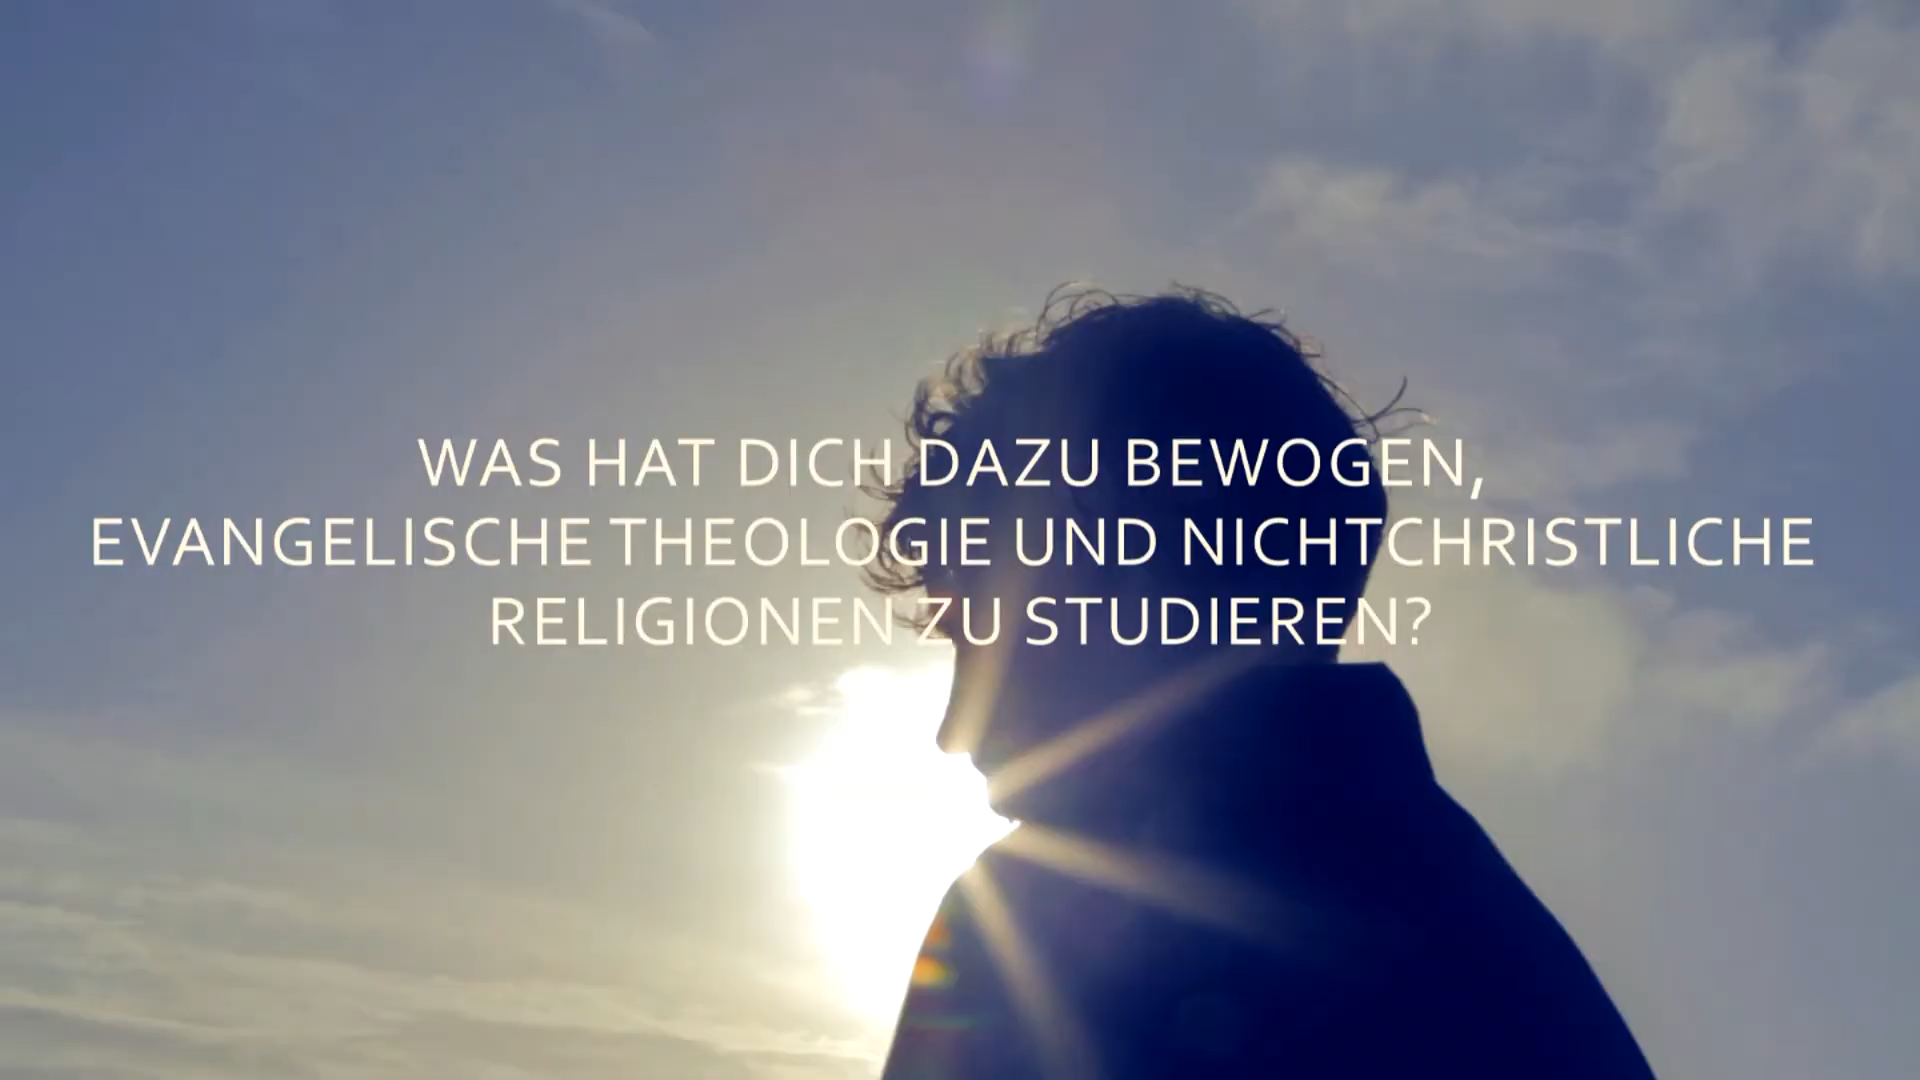 WAS HAT DICH DAZU BEWOGEN,
EVANGELISCHE THEOLOGIE UND NICHTCHRISTLICHE
RELIGIONEN ZU STUDIEREN?